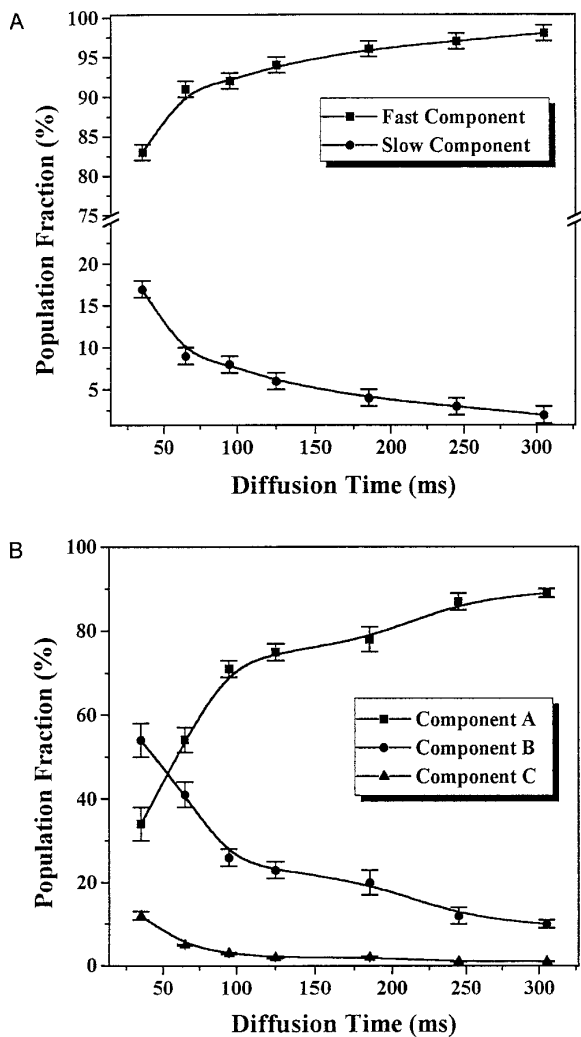 A
Population Fraction (%)
100
95
90
85
80
75
20
15
10
5
Fast Component
Slow Component
50
100
150
200
250
300
Diffusion Time (ms)
B
Population Fraction (%)
100
80
60
40
20
0
Component A
Component B
Component C
50
100
150
200
250
300
Diffusion Time (ms)